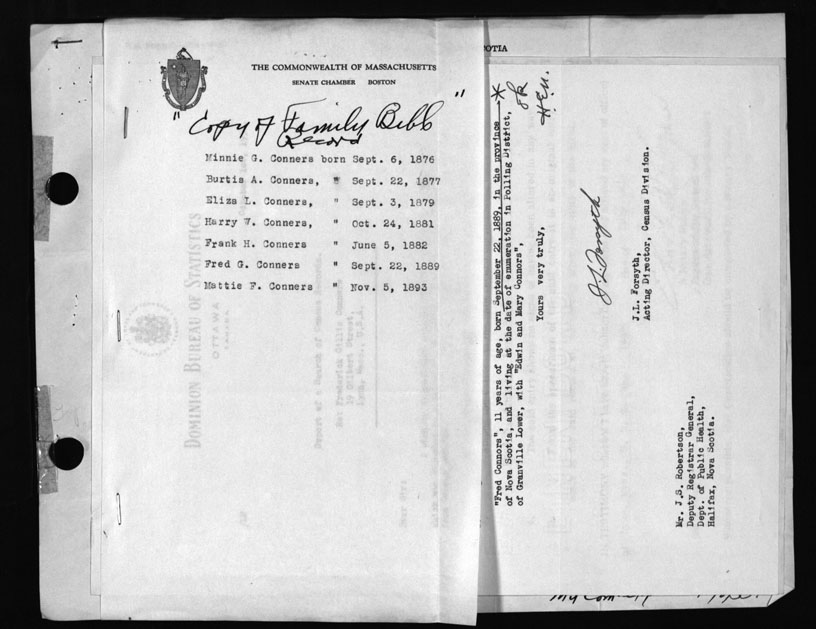 THE COMMONWEALTH OF MASSACHUSETTS
SENATE CHAMBER BOSTON
"Copy of Family Bible"
Record
Minnie G. Conners born Sept. 6, 1876
Burtis A. Conners, " Sept. 22, 1877
Eliza L. Conners, " Sept. 3, 1879
Harry W. Conners, " Oct. 24, 1881
Frank H. Conners " June 5, 1882
Fred G. Conners " Sept. 22, 1889
Mattie F. Conners " Nov. 5, 1893
DOMINION BUREAU OF STATISTICS
OTTAWA
CANADA
OTIA
"Fred Connors", 11 years of age, born September 22, 1889, in the province
of Nova Scotia, and living at the date of enumeration in Polling District,
of Granville Lower, with "Edwin and Mary Connors",
OK
H.E.U.
Yours very truly,
J L Forsyth
J.L. Forsyth,
Acting Director, Census Division.
Mr. J.S. Robertson,
Deputy Registrar General,
Dept. of Public Health,
Halifax, Nova Scotia.